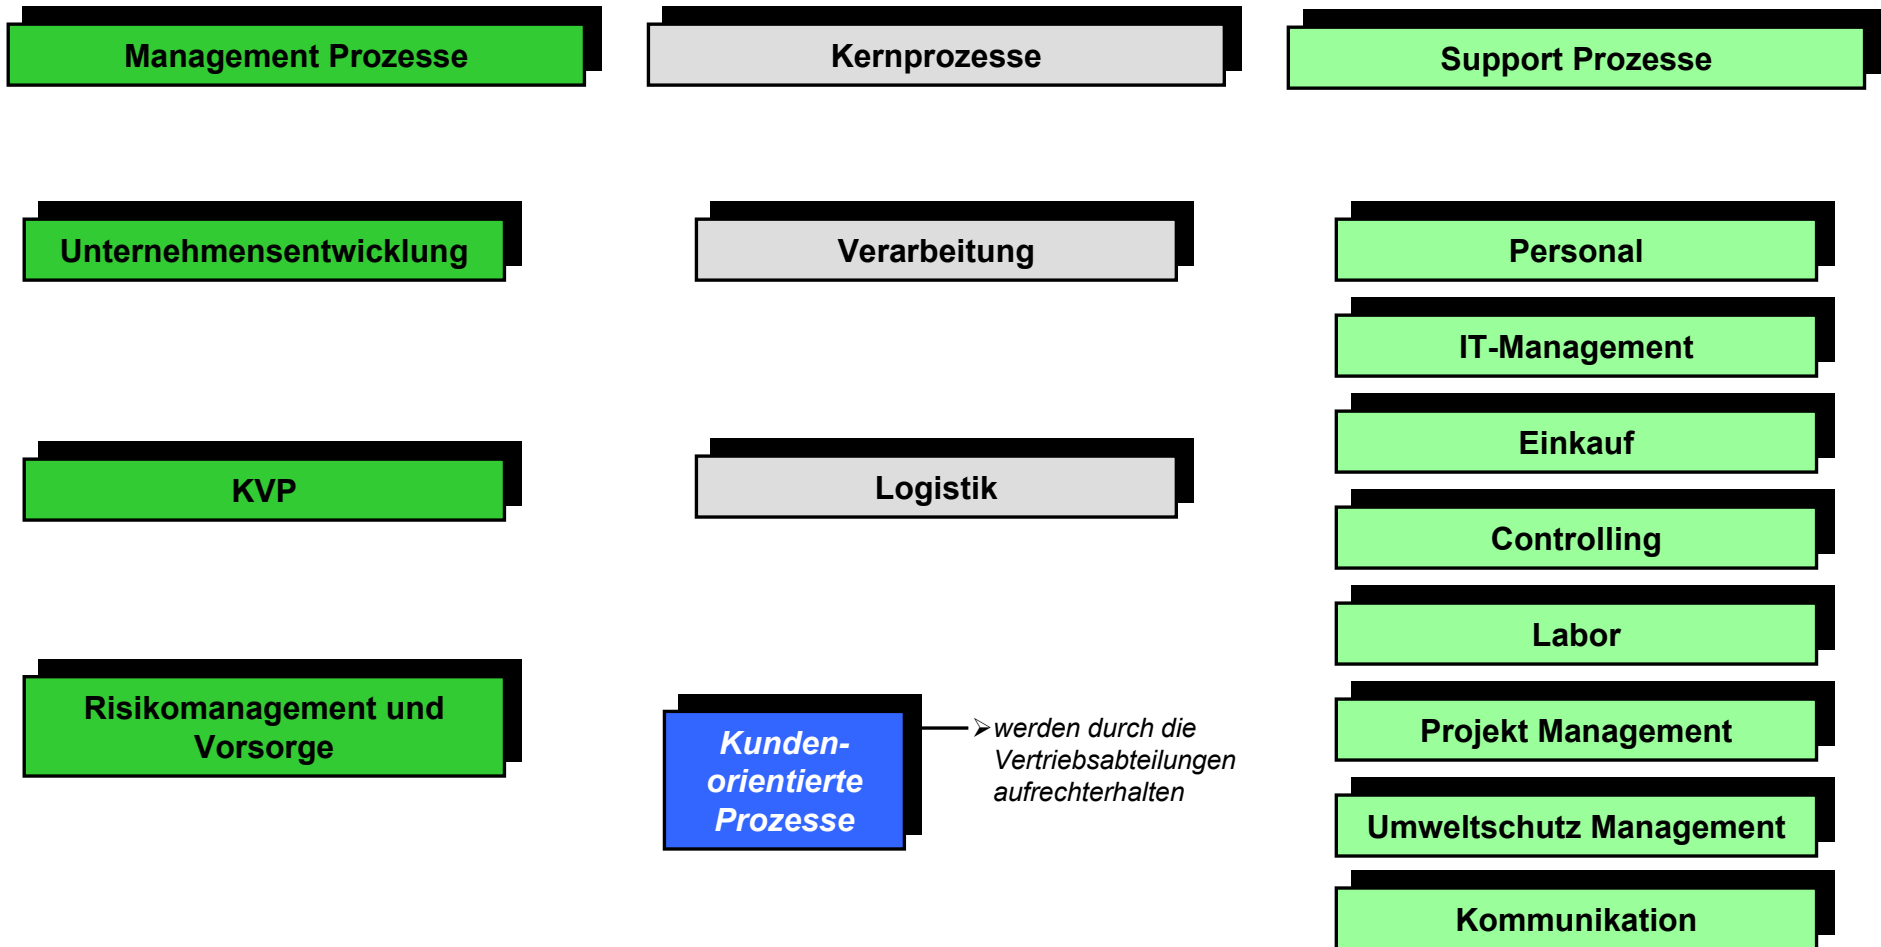 Management Prozesse
Kernprozesse
Support Prozesse
Unternehmensentwicklung
KVP
Risikomanagement und
Vorsorge
Verarbeitung
Logistik
Kunden-
orientierte
Prozesse
werden durch die
Vertriebsabteilungen
aufrechterhalten
Personal
IT-Management
Einkauf
Controlling
Labor
Projekt Management
Umweltschutz Management
Kommunikation